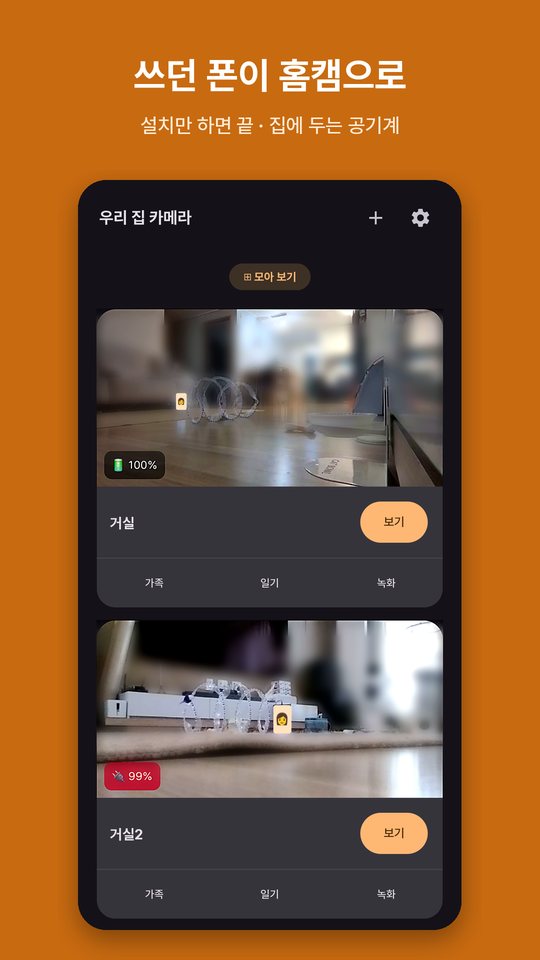 쓰던 폰이 홈캠으로
설치만 하면 끝 · 집에 두는 공기계
우리 집 카메라
모아 보기
100%
거실
보기
가족 일기 녹화
99%
거실2
보기
가족 일기 녹화